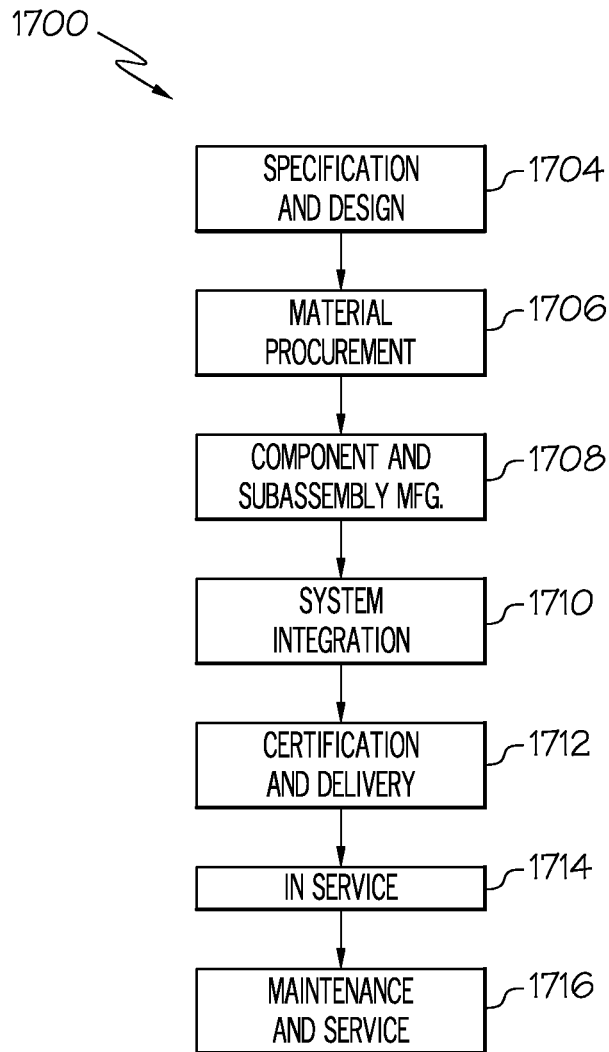 1700
SPECIFICATION
AND DESIGN
1704
MATERIAL
PROCUREMENT
1706
COMPONENT AND
SUBASSEMBLY MFG.
1708
SYSTEM
INTEGRATION
1710
CERTIFICATION
AND DELIVERY
1712
IN SERVICE
1714
MAINTENANCE
AND SERVICE
1716